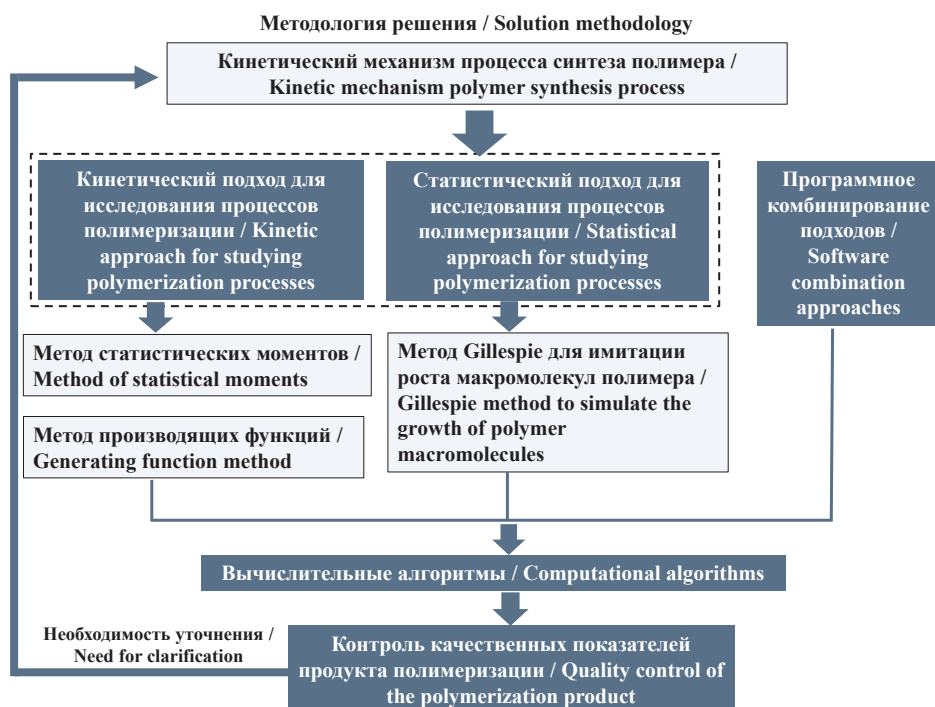 Методология решения / Solution methodology
Кинетический механизм процесса синтеза полимера /
Kinetic mechanism polymer synthesis process
Кинетический подход для
исследования процессов
полимеризации / Kinetic
approach for studying
polymerization processes
Статистический подход для
исследования процессов
полимеризации / Statistical
approach for studying
polymerization processes
Программное
комбинирование
подходов /
Software
combination
approaches
Метод статистических моментов /
Method of statistical moments
Метод производящих функций /
Generating function method
Метод Gillespie для имитации
роста макромолекул полимера /
Gillespie method to simulate the
growth of polymer
macromolecules
Вычислительные алгоритмы / Computational algorithms
Необходимость уточнения /
Need for clarification
Контроль качественных показателей
продукта полимеризации / Quality control of
the polymerization product